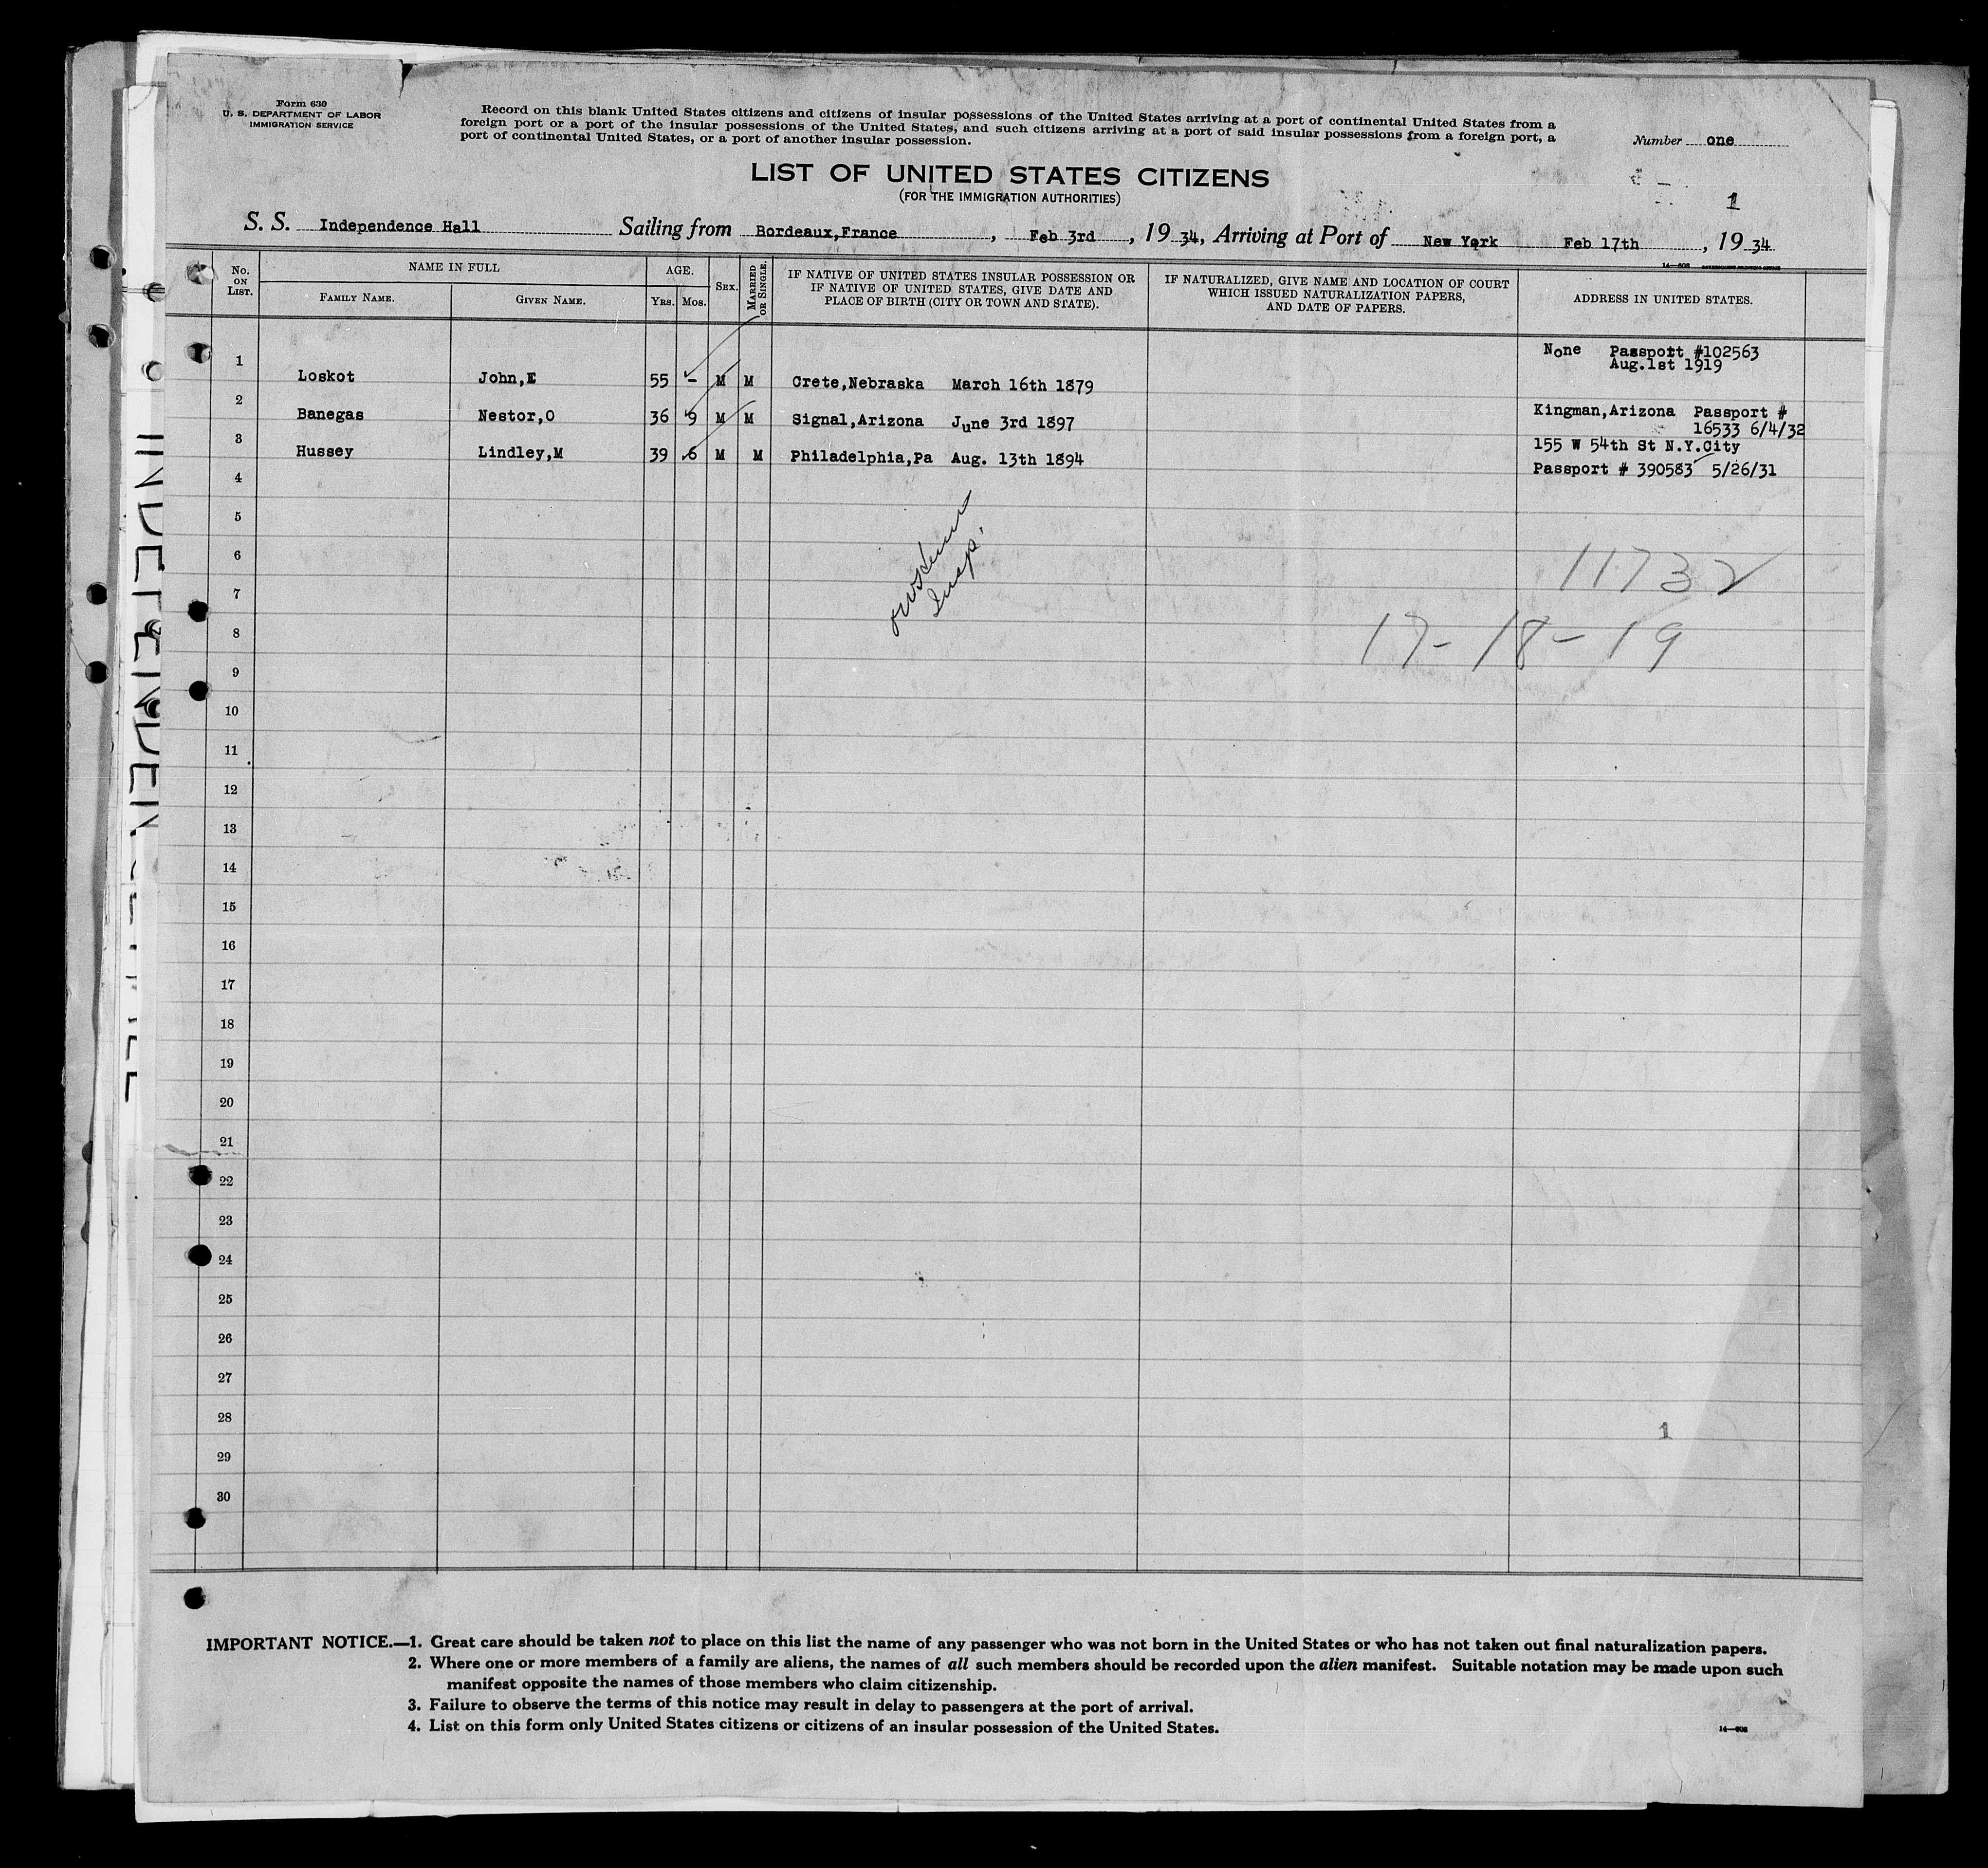 Form 630
U. S. DEPARTMENT OF LABOR
IMMIGRATION SERVICE
Record on this blank United States citizens and citizens of insular possessions of the United States arriving at a port of continental United States from a
foreign port or a port of the insular possessions of the United States, and such citizens arriving at a port of said insular possessions from a foreign port, a
port of continental United States, or a port of another insular possession.
Number one
LIST OF UNITED STATES CITIZENS
(FOR THE IMMIGRATION AUTHORITIES)
1
S. S. Independence Hall Sailing from Bordeaux,France , Feb 3rd , 19 34, Arriving at Port of New York Feb 17th , 19 34
14—608 GOVERNMENT PRINTING OFFICE
No. ON LIST. NAME IN FULL AGE. SEX. MARRIED OR SINGLE. IF NATIVE OF UNITED STATES INSULAR POSSESSION OR IF NATIVE OF UNITED STATES, GIVE DATE AND PLACE OF BIRTH (CITY OR TOWN AND STATE). IF NATURALIZED, GIVE NAME AND LOCATION OF COURT WHICH ISSUED NATURALIZATION PAPERS, AND DATE OF PAPERS. ADDRESS IN UNITED STATES.
FAMILY NAME. GIVEN NAME. YRS. MOS.
1 Loskot John,E 55 - M M Crete,Nebraska March 16th 1879 None Passport #102563
Aug.1st 1919
2 Banegas Nestor,O 36 9 M M Signal,Arizona June 3rd 1897 Kingman,Arizona Passport #
16533 6/4/32
3 Hussey Lindley,M 39 6 M M Philadelphia,Pa Aug. 13th 1894 155 W 54th St N.Y.City
Passport # 390583 5/26/31
4
5
6
11732
7
Insp.
8
17-18-19
9
10
11
12
13
14
15
16
17
18
19
20
21
22
23
24
25
26
27
28
1
29
30
IMPORTANT NOTICE.—1. Great care should be taken not to place on this list the name of any passenger who was not born in the United States or who has not taken out final naturalization papers.
2. Where one or more members of a family are aliens, the names of all such members should be recorded upon the alien manifest. Suitable notation may be made upon such
manifest opposite the names of those members who claim citizenship.
3. Failure to observe the terms of this notice may result in delay to passengers at the port of arrival.
4. List on this form only United States citizens or citizens of an insular possession of the United States.
14—608